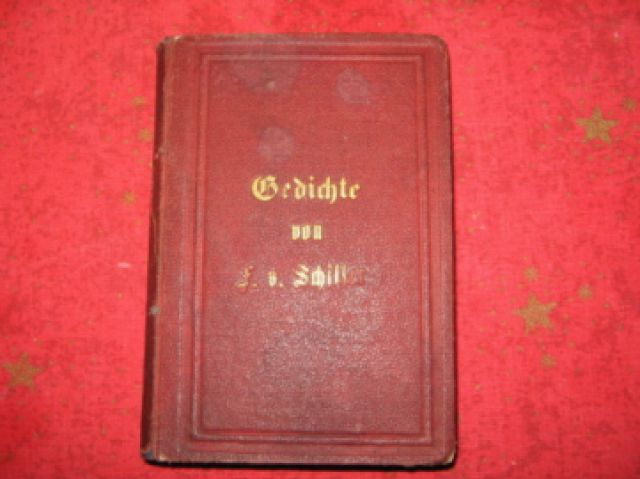 Gedichte
von
F. v. Schiller